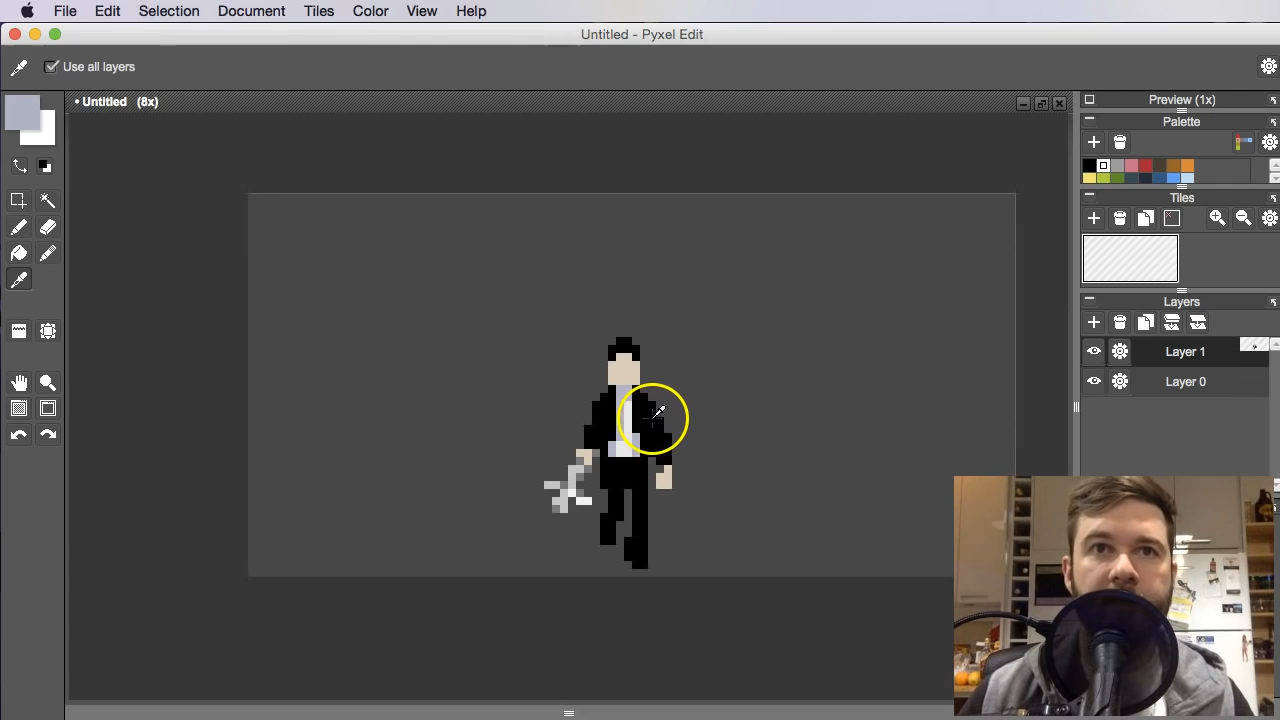 File Edit Selection Document Tiles Color View Help
Untitled - Pyxel Edit
Use all layers
• Untitled (8x)
Preview (1x)
Palette
Tiles
Layers
Layer 1
Layer 0